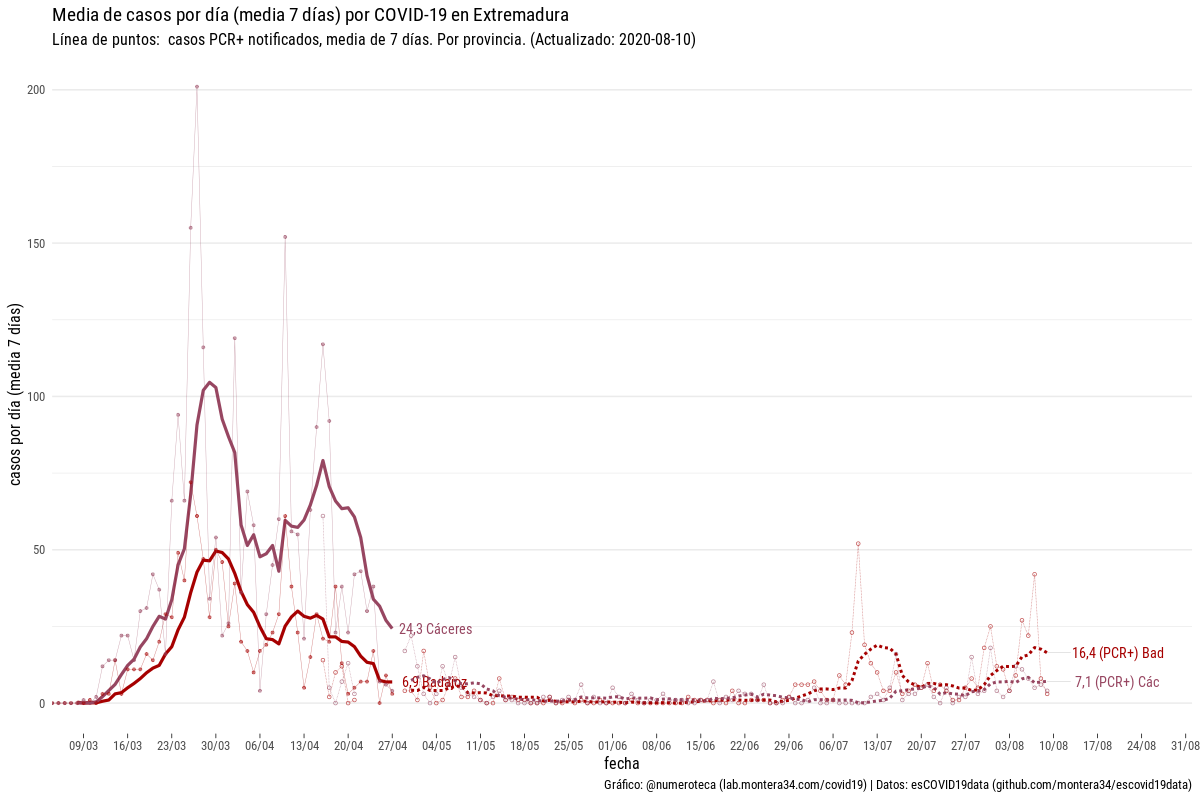 Media de casos por día (media 7 días) por COVID-19 en Extremadura
Línea de puntos:  casos PCR+ notificados, media de 7 días. Por provincia. (Actualizado: 2020-08-10)
casos por día (media 7 días)
200
150
100
50
0
24,3 Cáceres
6,9 Badajoz
16,4 (PCR+) Bad
7,1 (PCR+) Các
09/03 16/03 23/03 30/03 06/04 13/04 20/04 27/04 04/05 11/05 18/05 25/05 01/06 08/06 15/06 22/06 29/06 06/07 13/07 20/07 27/07 03/08 10/08 17/08 24/08 31/08
fecha
Gráfico: @numeroteca (lab.montera34.com/covid19) | Datos: esCOVID19data (github.com/montera34/escovid19data)